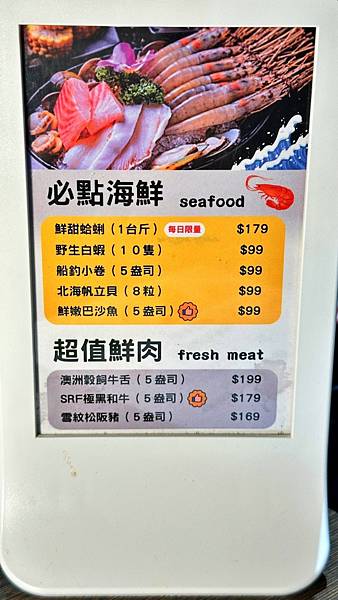 必點海鮮 seafood
鮮甜蛤蜊（1台斤） 每日限量 $179
野生白蝦（１０隻） $99
船釣小卷（５盎司） $99
北海帆立貝（８粒） $99
鮮嫩巴沙魚（５盎司） $99
超值鮮肉 fresh meat
澳洲穀飼牛舌（５盎司） $199
SRF極黑和牛（５盎司） $179
雪紋松阪豬（５盎司） $169